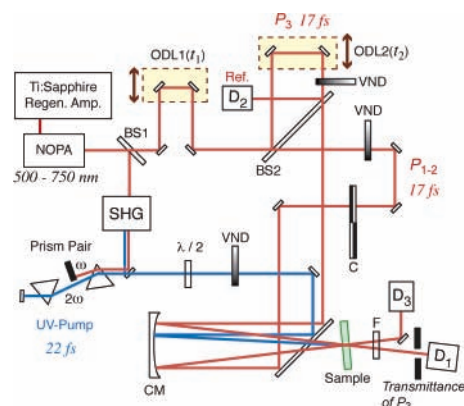 P3 17 fs
ODL1(t1)
ODL2(t2)
Ti:Sapphire
Regen. Amp.
Ref.
D2
VND
BS1
VND
NOPA
BS2
500 - 750 nm
P1-2
17 fs
SHG
Prism Pair
ω
λ / 2
VND
C
2ω
D3
UV-Pump
22 fs
F
D1
CM
Sample
Transmittance
of P3